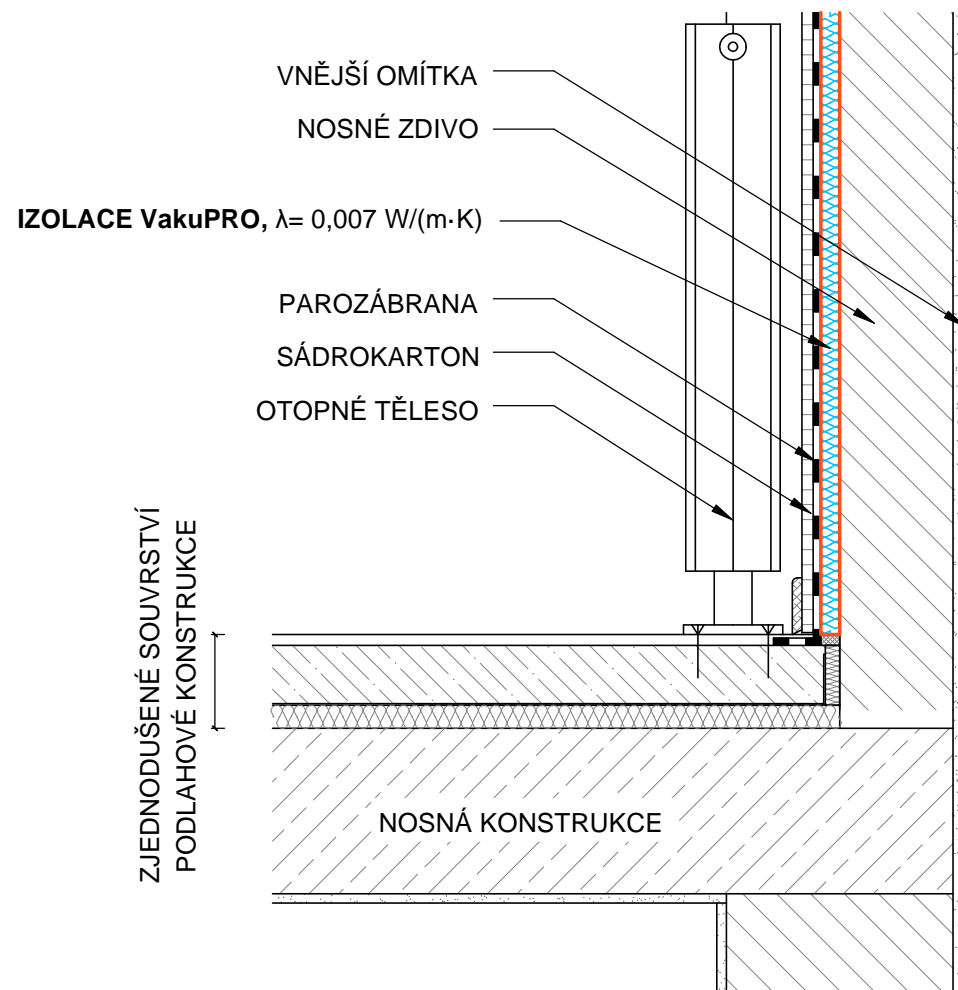 VNĚJŠÍ OMÍTKA
NOSNÉ ZDIVO
IZOLACE VakuPRO, λ= 0,007 W/(m·K)
PAROZÁBRANA
SÁDROKARTON
OTOPNÉ TĚLESO
ZJEDNODUŠENÉ SOUVRSTVÍ
PODLAHOVÉ KONSTRUKCE
NOSNÁ KONSTRUKCE